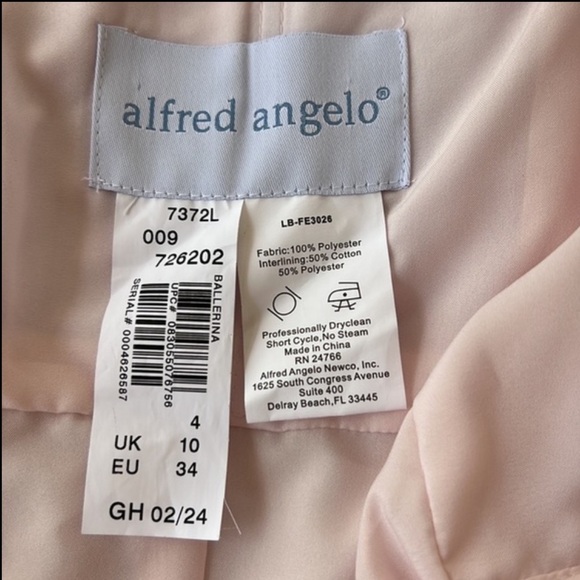 alfred angelo®
7372L
009
726202
BALLERINA
UPC# 083055076756
SERIAL# 0004626587
4
UK 10
EU 34
GH 02/24
LB-FE3026
Fabric:100% Polyester
Interlining:50% Cotton
50% Polyester
Professionally Dryclean
Short Cycle,No Steam
Made in China
RN 24766
Alfred Angelo Newco, Inc.
1625 South Congress Avenue
Suite 400
Delray Beach,FL 33445